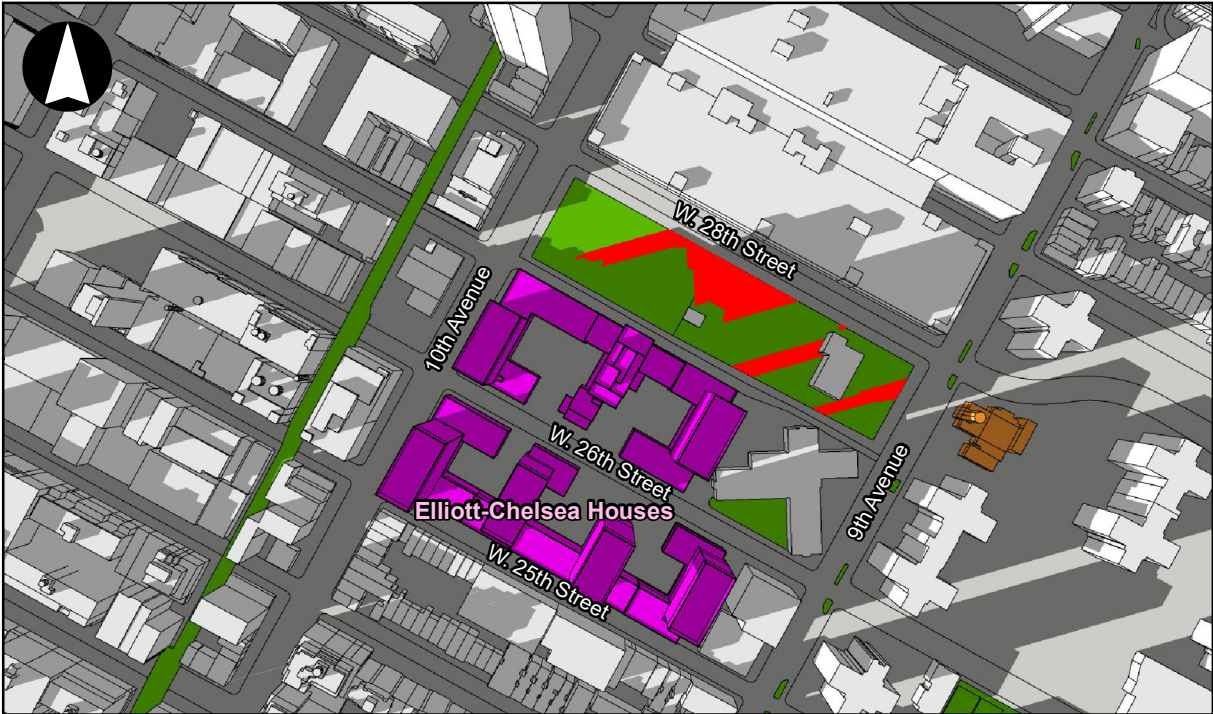 W. 28th Street
10th Avenue
W. 26th Street
Elliott-Chelsea Houses
9th Avenue
W. 25th Street